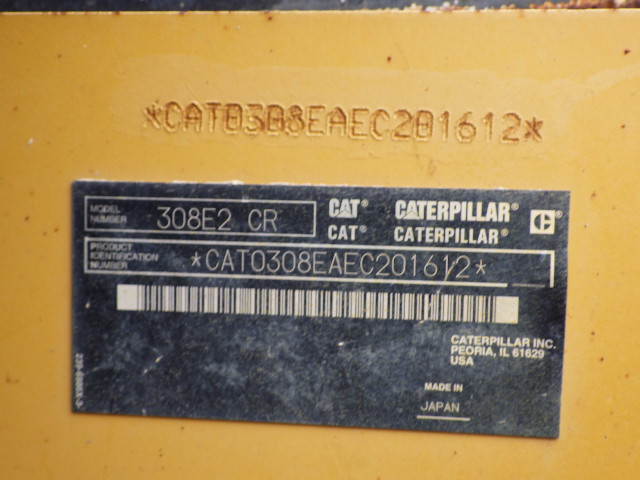 *CAT0308EAEC201612*
MODEL NUMBER 308E2 CR CAT® CATERPILLAR® CE
CAT® CATERPILLAR®
PRODUCT IDENTIFICATION NUMBER *CAT0308EAEC201612*
CATERPILLAR INC.
PEORIA, IL 61629
USA
MADE IN
JAPAN